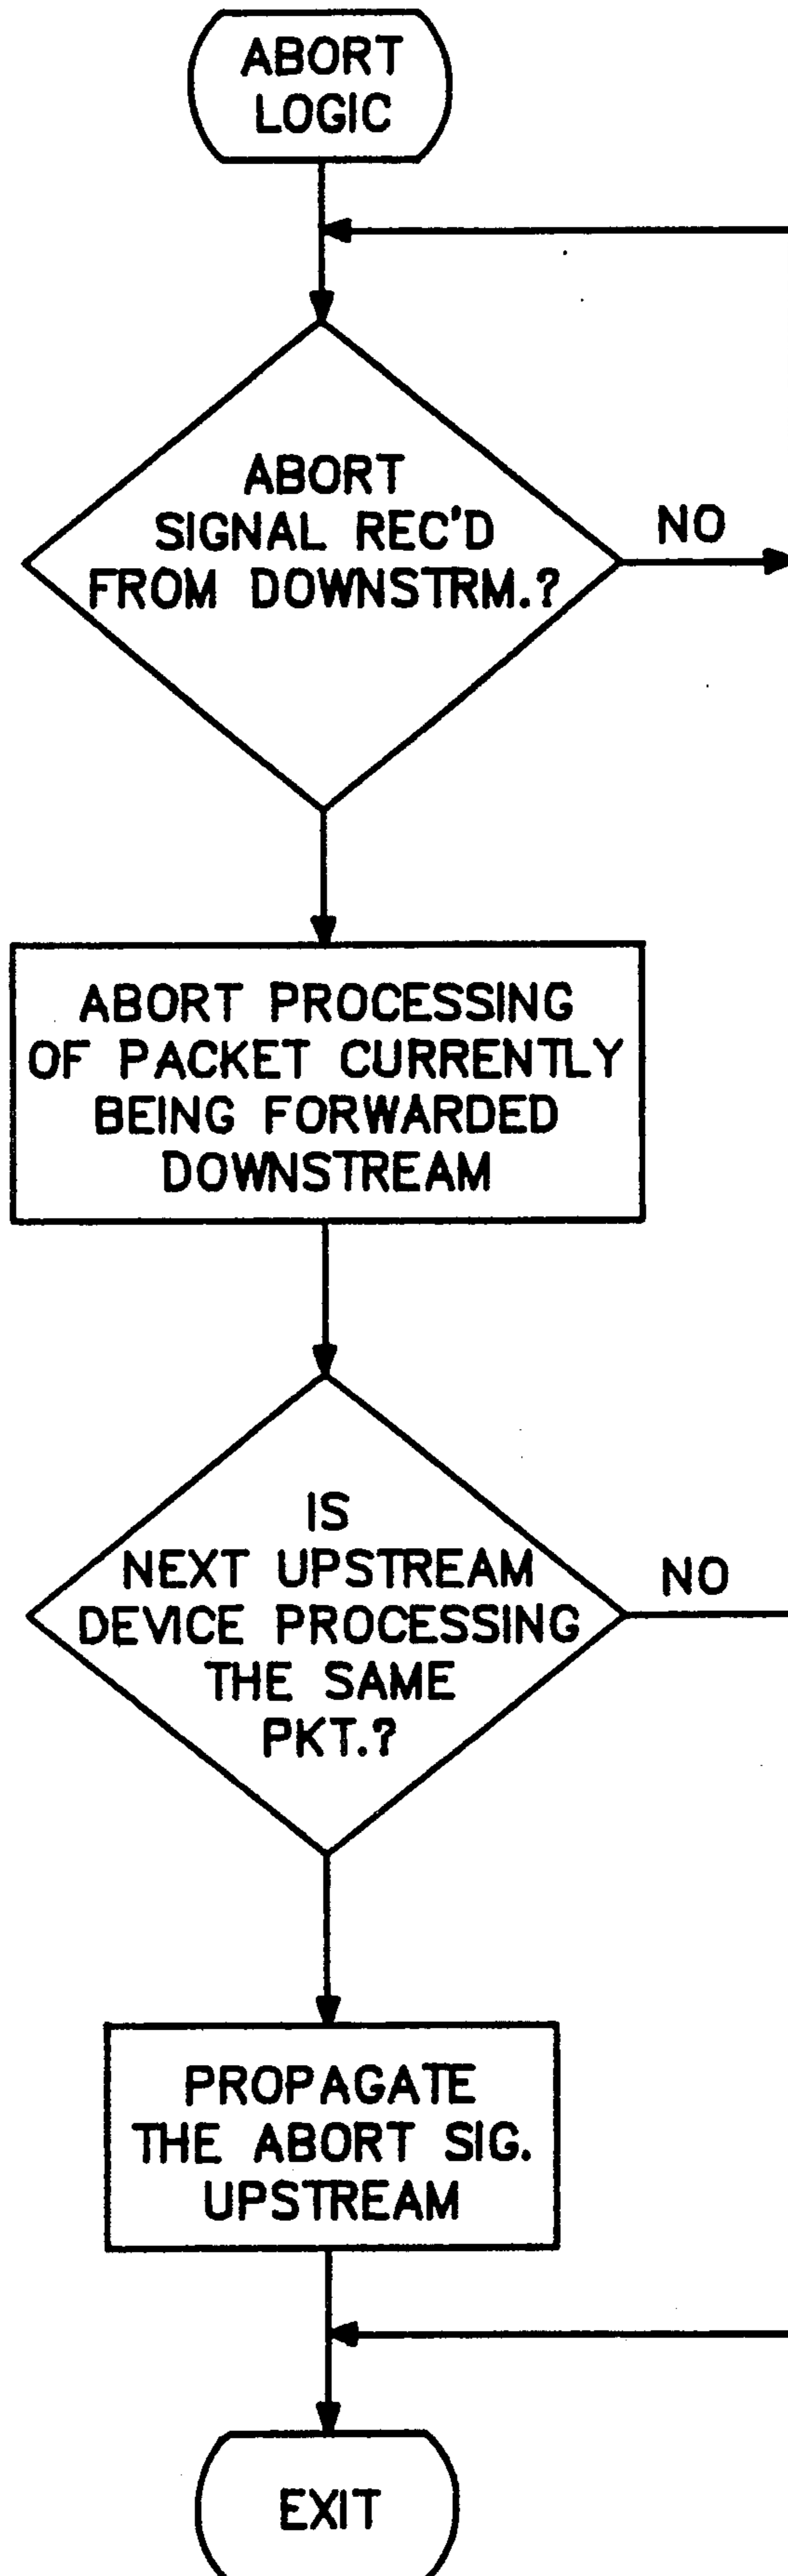 ABORT
LOGIC
ABORT
SIGNAL REC'D
FROM DOWNSTRM.?
NO
ABORT PROCESSING
OF PACKET CURRENTLY
BEING FORWARDED
DOWNSTREAM
IS
NEXT UPSTREAM
DEVICE PROCESSING
THE SAME
PKT.?
NO
PROPAGATE
THE ABORT SIG.
UPSTREAM
EXIT